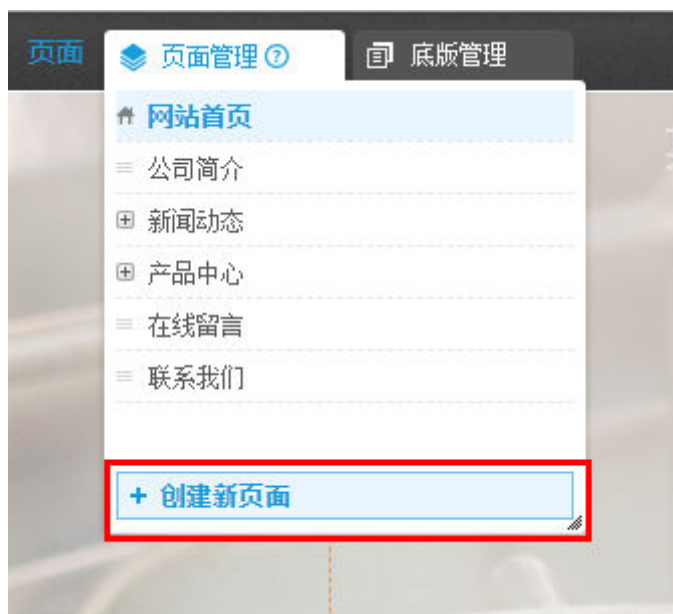 页面 页面管理 ? 底版管理
网站首页
公司简介
新闻动态
产品中心
在线留言
联系我们
+ 创建新页面